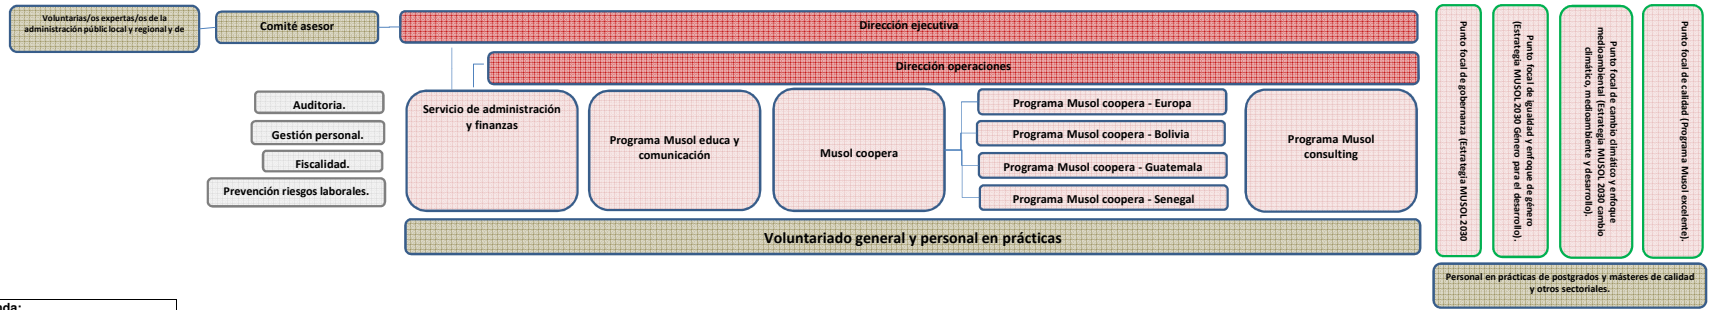 Voluntarias/os expertas/os de la
administración públic local y regional y de
Comité asesor
Dirección ejecutiva
Dirección operaciones
Auditoria.
Gestión personal.
Fiscalidad.
Prevención riesgos laborales.
Servicio de administración
y finanzas
Programa Musol educa y
comunicación
Musol coopera
Programa Musol coopera - Europa
Programa Musol coopera - Bolivia
Programa Musol coopera - Guatemala
Programa Musol coopera - Senegal
Programa Musol
consulting
Voluntariado general y personal en prácticas
Punto focal de gobernanza (Estrategia MUSOL 2030
Punto focal de igualdad y enfoque de género
(Estrategia MUSOL 2030 Género para el desarrollo).
Punto focal de cambio climático y enfoque
medioambiental (Estrategia MUSOL 2030 cambio
climático, medioambiente y desarrollo).
Punto focal de calidad (Programa Musol excelente).
Personal en prácticas de postgrados y másteres de calidad
y otros sectoriales.